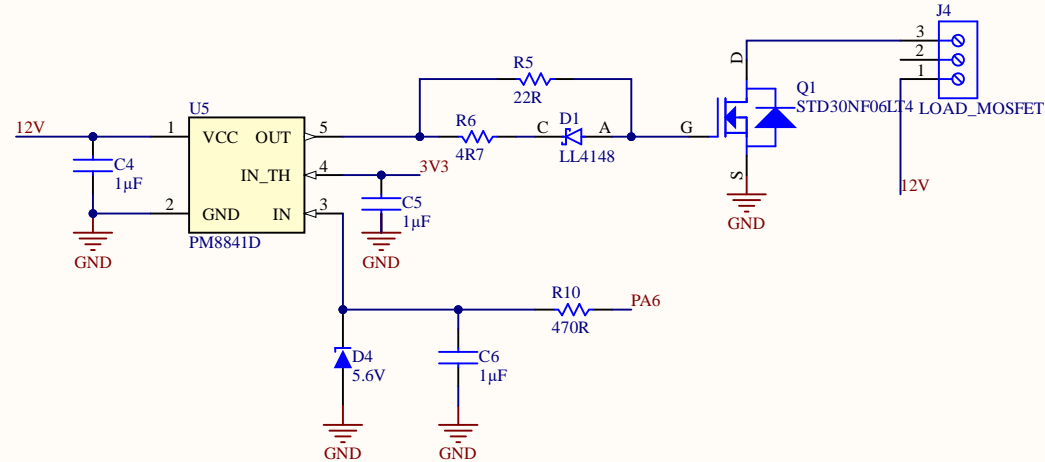 J4
3
2
1
LOAD_MOSFET
12V
D
Q1
STD30NF06LT4
G
S
GND
R5
22R
R6
4R7
C
D1
A
LL4148
U5
12V
1
VCC
OUT
5
IN_TH
4
3V3
2
GND
IN
3
PM8841D
C4
1µF
GND
C5
1µF
GND
R10
470R
PA6
D4
5.6V
GND
C6
1µF
GND